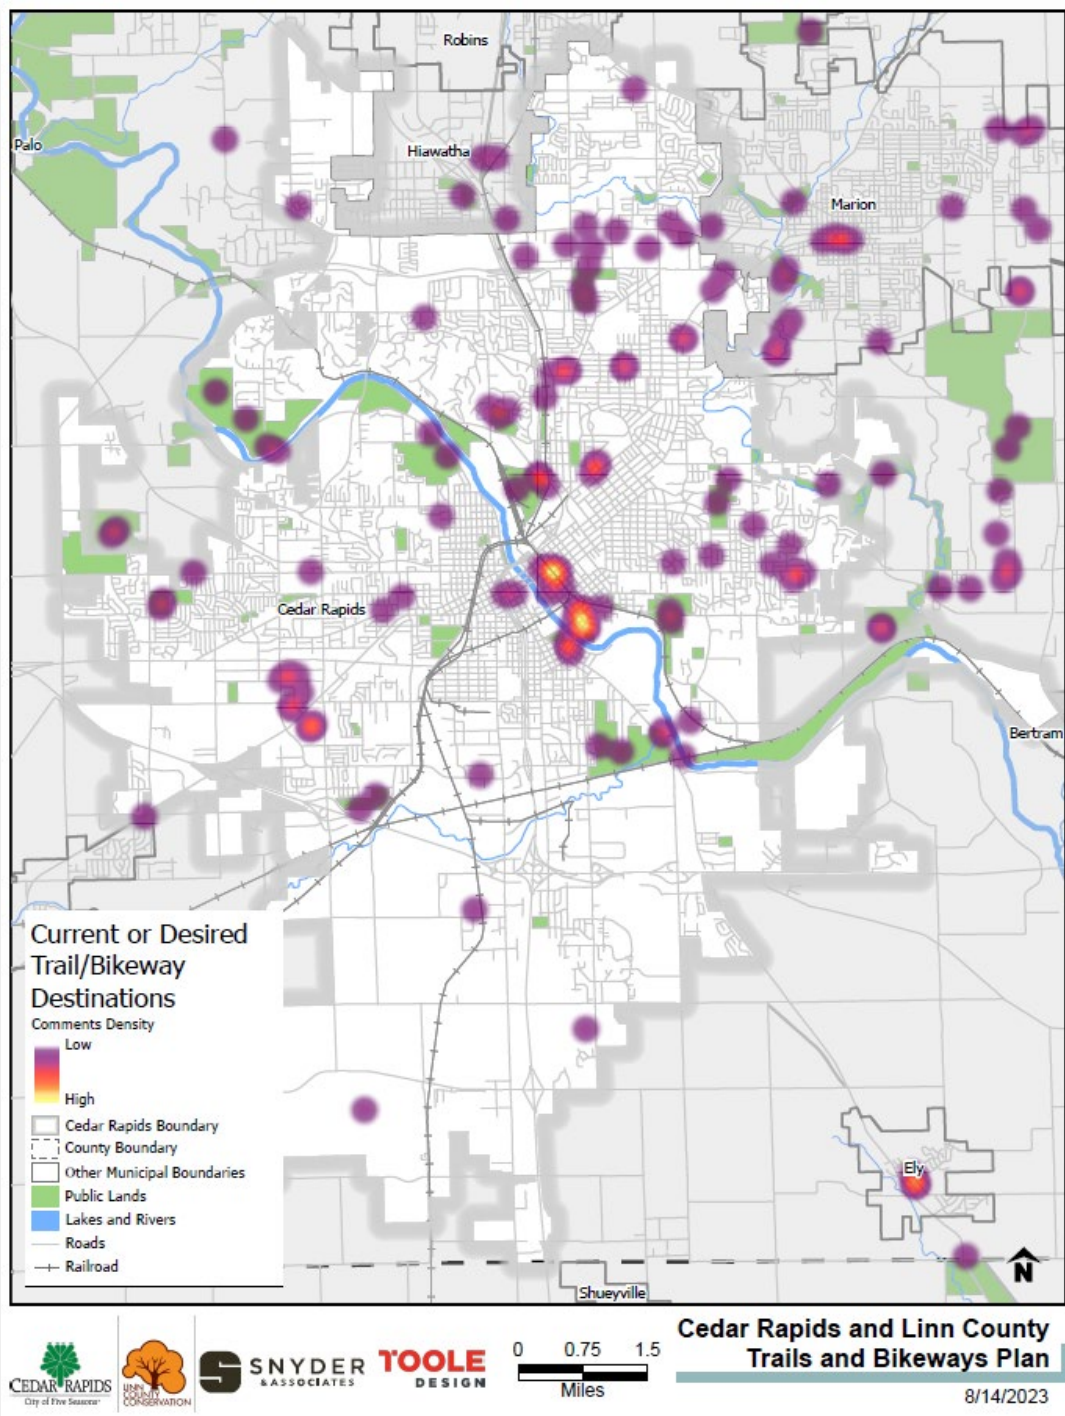 Robins
Palo
Hiawatha
Marion
Cedar Rapids
Bertram
Current or Desired
Trail/Bikeway
Destinations
Comments Density
Low
High
Cedar Rapids Boundary
County Boundary
Other Municipal Boundaries
Public Lands
Lakes and Rivers
Roads
Railroad
Ely
N
Shueyville
CEDAR RAPIDS
City of Five Seasons
LINN
COUNTY
CONSERVATION
S SNYDER
& ASSOCIATES
TOOLE
DESIGN
0 0.75 1.5
Miles
Cedar Rapids and Linn County
Trails and Bikeways Plan
8/14/2023